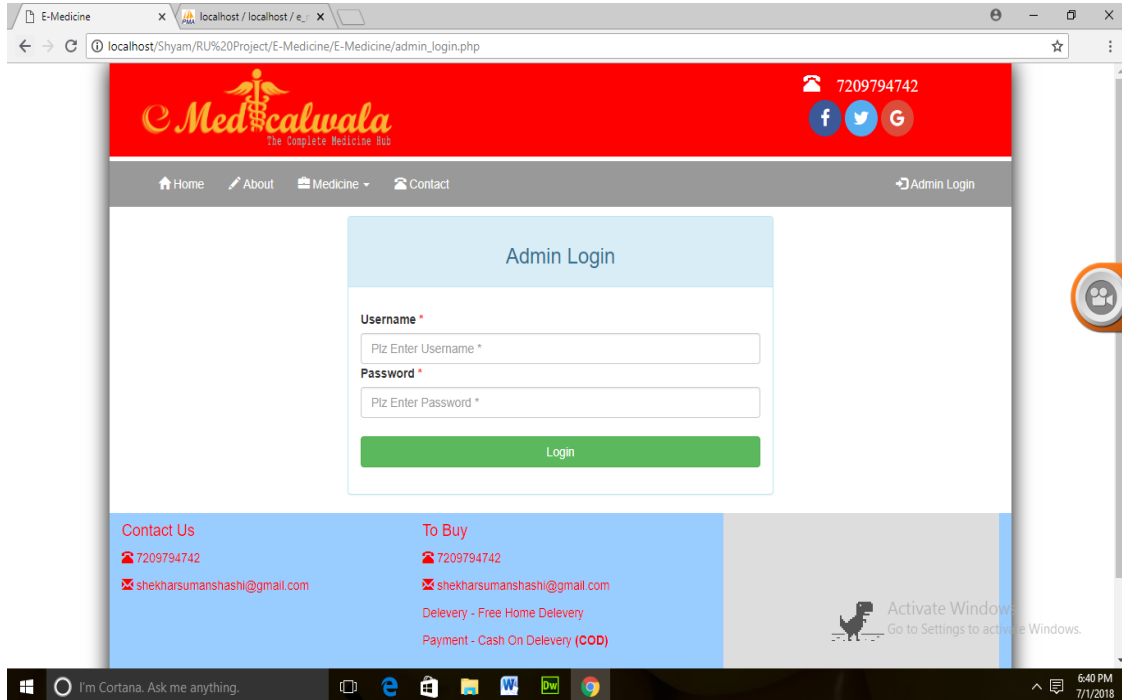 E-Medicine
localhost / localhost / e_
localhost/Shyam/RU%20Project/E-Medicine/E-Medicine/admin_login.php
e Medicalwala
The Complete Medicine Hub
7209794742
f G
Home About Medicine Contact Admin Login
Admin Login
Username *
Plz Enter Username *
Password *
Plz Enter Password *
Login
Contact Us
7209794742
shekharsumanshashi@gmail.com
To Buy
7209794742
shekharsumanshashi@gmail.com
Delevery - Free Home Delevery
Payment - Cash On Delevery (COD)
Activate Windows
Go to Settings to activate Windows.
I'm Cortana. Ask me anything.
W Dw
6:40 PM
7/1/2018